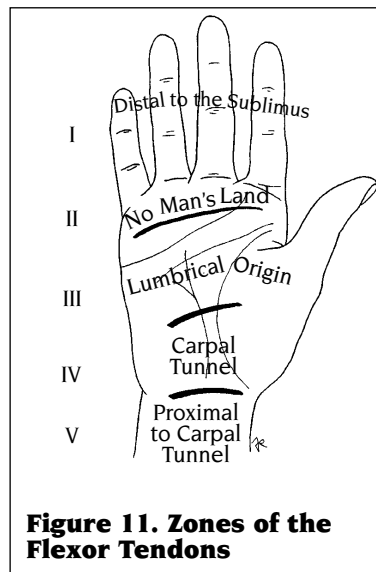 Distal to the Sublimus
I
No Man's Land
II
Lumbrical Origin
III
Carpal
Tunnel
IV
Proximal
to Carpal
Tunnel
V
Figure 11. Zones of the
Flexor Tendons